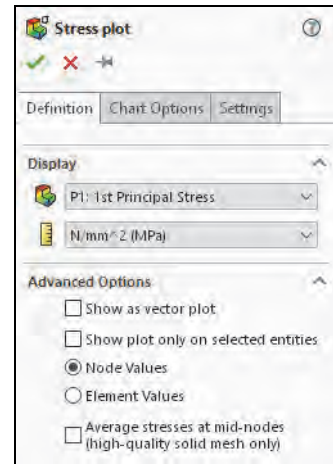 Stress plot
Definition Chart Options Settings
Display
P1: 1st Principal Stress
N/mm^2 (MPa)
Advanced Options
Show as vector plot
Show plot only on selected entities
Node Values
Element Values
Average stresses at mid-nodes
(high-quality solid mesh only)